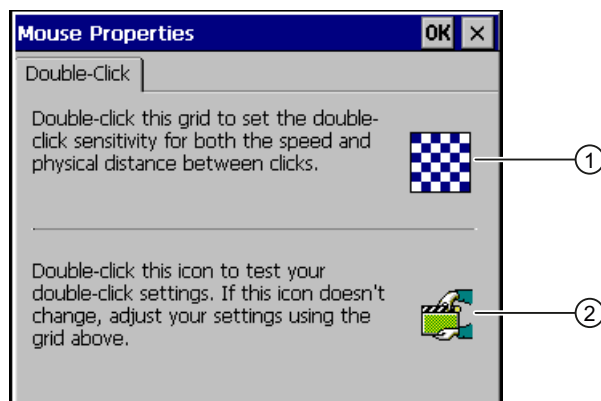 Mouse Properties OK ×
Double-Click
Double-click this grid to set the double-
click sensitivity for both the speed and
physical distance between clicks.
1
Double-click this icon to test your
double-click settings. If this icon doesn't
change, adjust your settings using the
grid above.
2